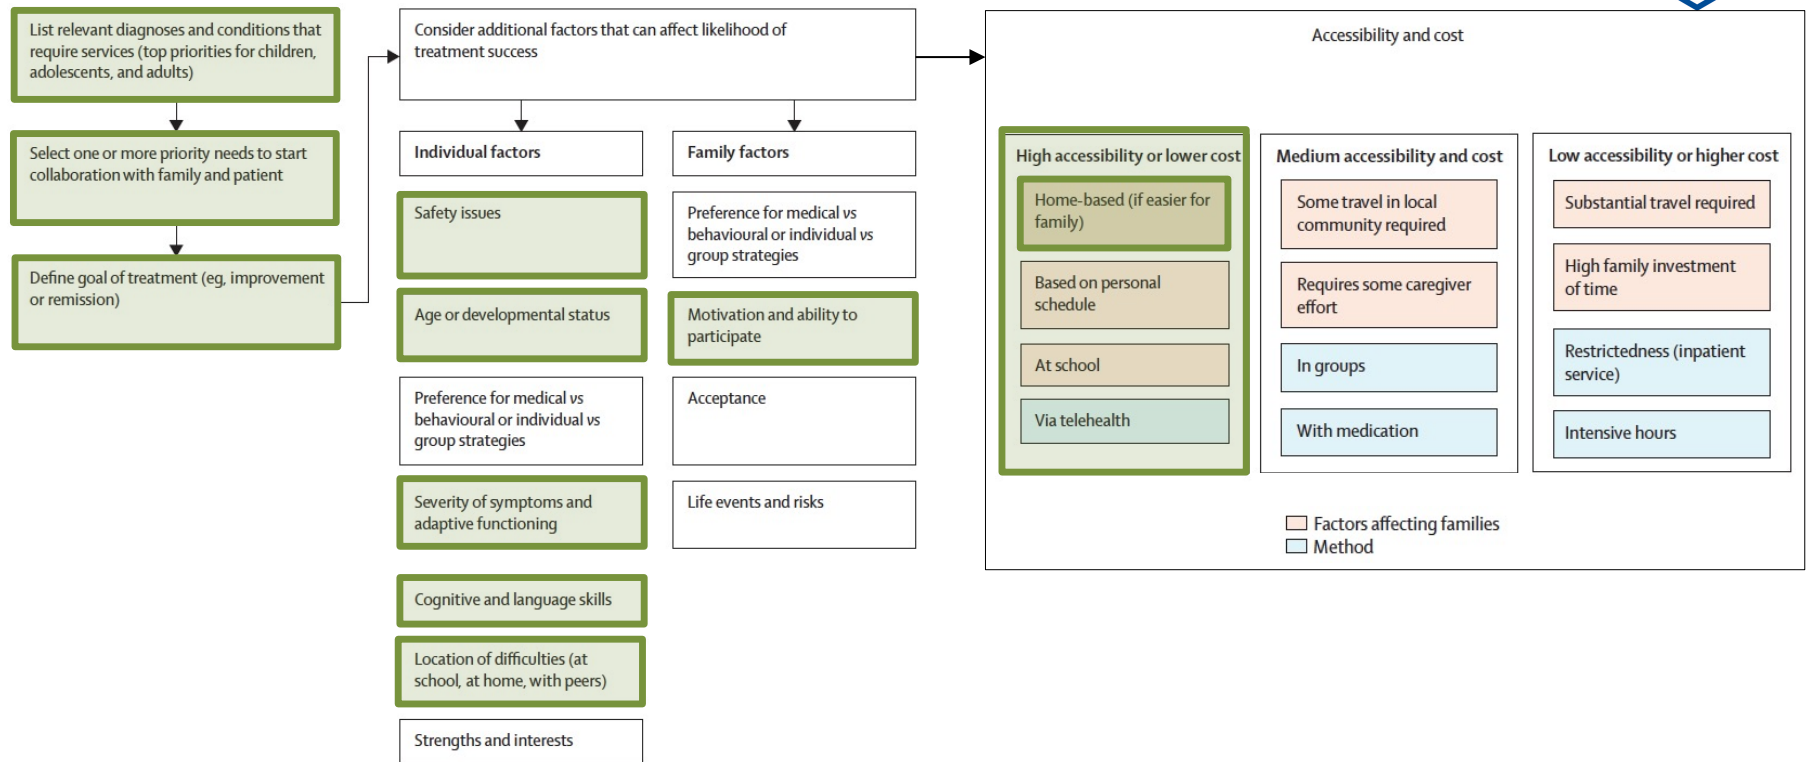 List relevant diagnoses and conditions that
require services (top priorities for children,
adolescents, and adults)
Select one or more priority needs to start
collaboration with family and patient
Define goal of treatment (eg, improvement
or remission)
Consider additional factors that can affect likelihood of
treatment success
Individual factors
Safety issues
Age or developmental status
Preference for medical vs
behavioural or individual vs
group strategies
Severity of symptoms and
adaptive functioning
Cognitive and language skills
Location of difficulties (at
school, at home, with peers)
Strengths and interests
Family factors
Preference for medical vs
behavioural or individual vs
group strategies
Motivation and ability to
participate
Acceptance
Life events and risks
Accessibility and cost
High accessibility or lower cost
Home-based (if easier for
family)
Based on personal
schedule
At school
Via telehealth
Medium accessibility and cost
Some travel in local
community required
Requires some caregiver
effort
In groups
With medication
Low accessibility or higher cost
Substantial travel required
High family investment
of time
Restrictedness (inpatient
service)
Intensive hours
Factors affecting families
Method